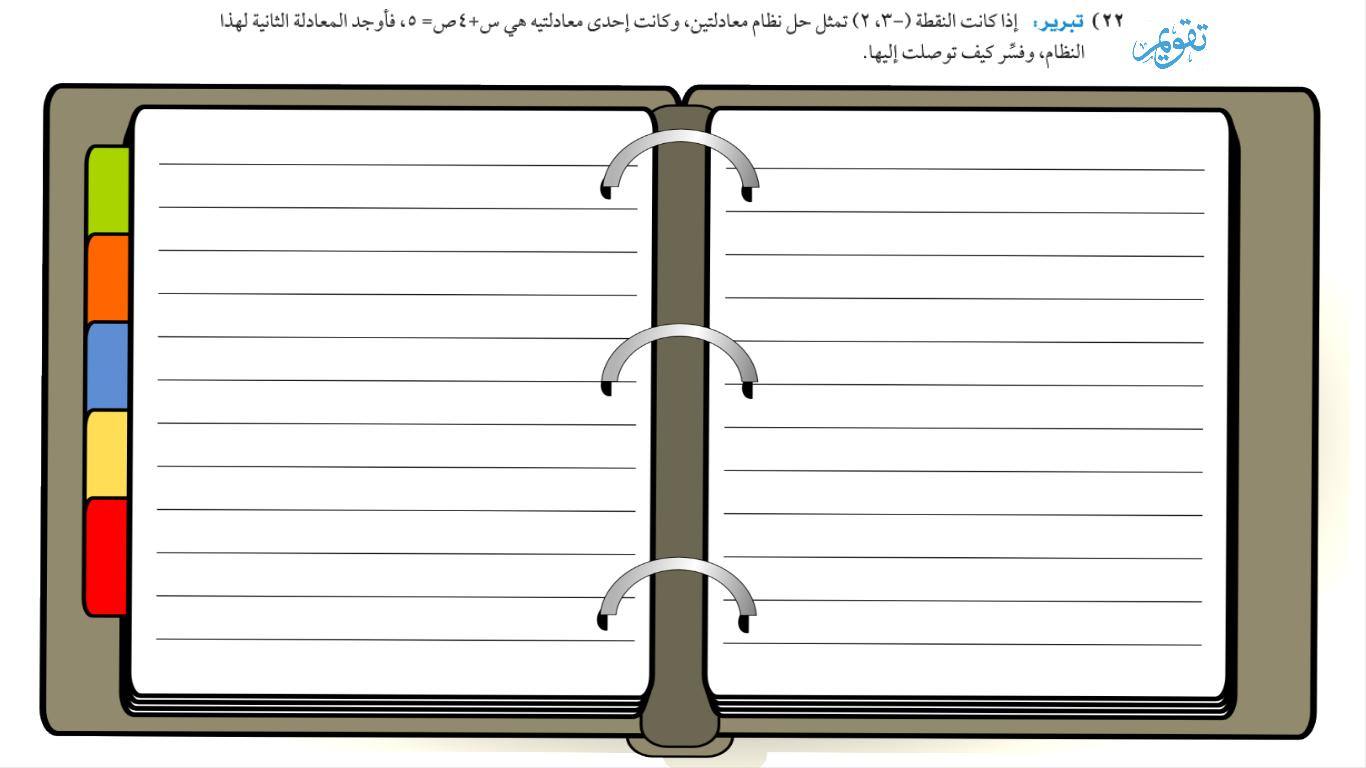 تقويم
٢٢) تبرير: إذا كانت النقطة (-٣، ٢) تمثل حل نظام معادلتين، وكانت إحدى معادلتيه هي س+٤ص= ٥، فأوجد المعادلة الثانية لهذا
النظام، وفسِّر كيف توصلت إليها.